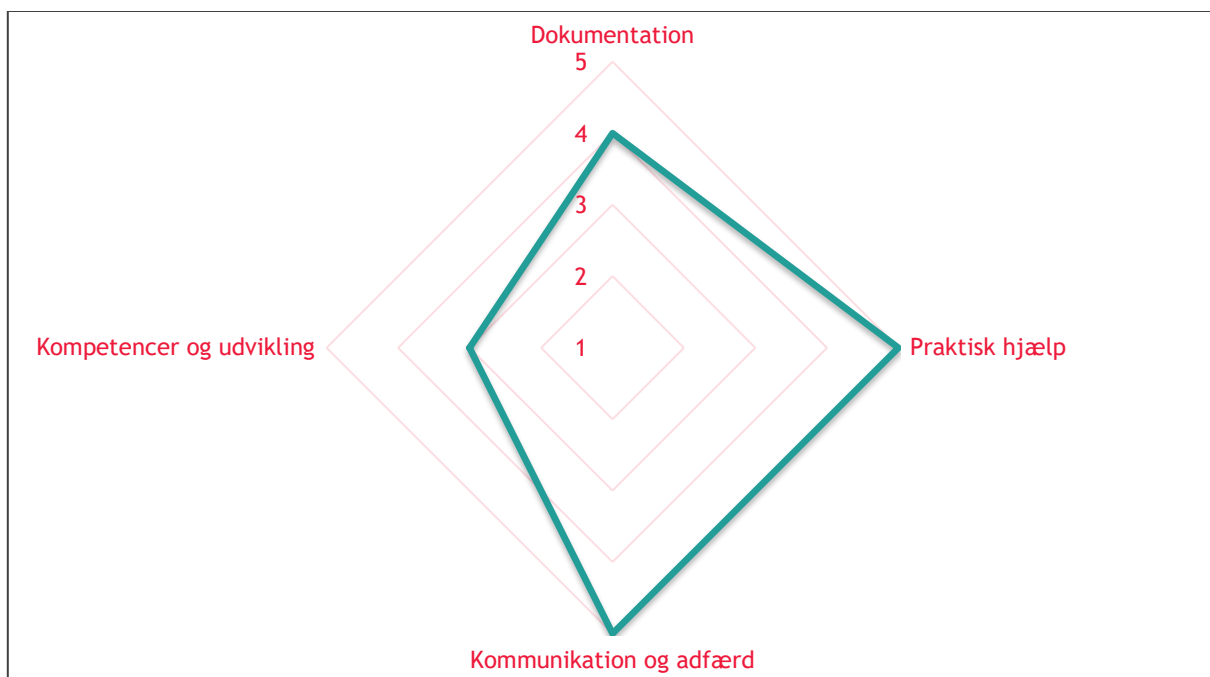 Dokumentation
5
4
3
2
1
Kompetencer og udvikling
Praktisk hjælp
Kommunikation og adfærd